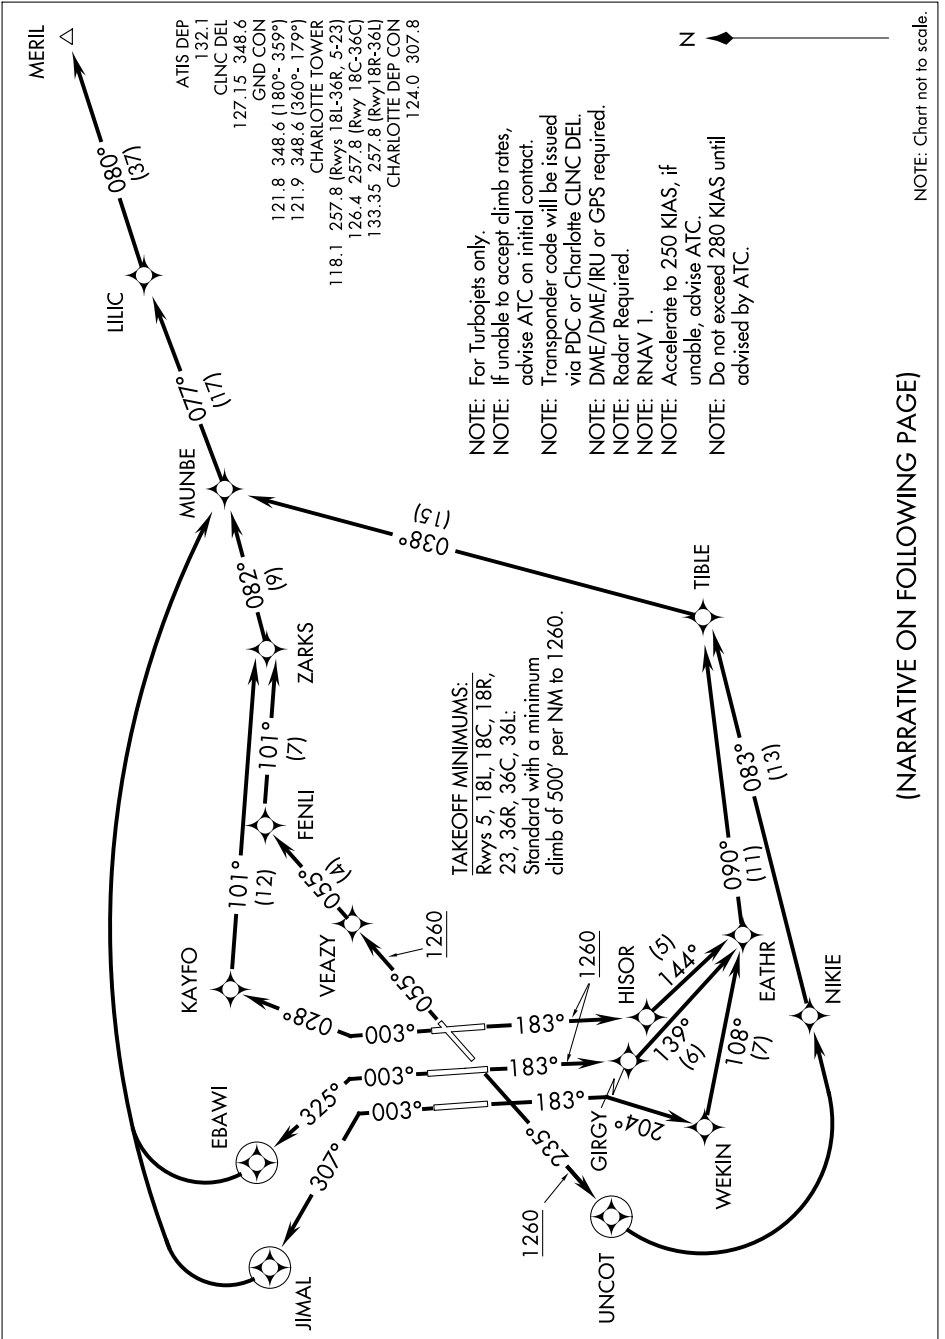 MERIL
080°
(37)
LILIC
077°
(17)
MUNBE
ATIS DEP
132.1
CLNC DEL
127.15 348.6
GND CON
121.8 348.6 (180°- 359°)
121.9 348.6 (360°- 179°)
CHARLOTTE TOWER
118.1 257.8 (Rwys 18L-36R, 5-23)
126.4 257.8 (Rwy 18C-36C)
133.35 257.8 (Rwy18R-36L)
CHARLOTTE DEP CON
124.0 307.8
N
NOTE: For Turbojets only.
NOTE: If unable to accept climb rates,
advise ATC on initial contact.
NOTE: Transponder code will be issued
via PDC or Charlotte CLNC DEL.
NOTE: DME/DME/IRU or GPS required.
NOTE: Radar Required.
NOTE: RNAV 1.
NOTE: Accelerate to 250 KIAS, if
unable, advise ATC.
NOTE: Do not exceed 280 KIAS until
advised by ATC.
NOTE: Chart not to scale.
082°
(9)
ZARKS
101°
(7)
FENLI
101°
(12)
KAYFO
055°
(4)
VEAZY
1260
055°
028°
003°
EBAWI
325°
003°
JIMAL
307°
003°
038°
(15)
TIBLE
TAKEOFF MINIMUMS:
Rwys 5, 18L, 18C, 18R,
23, 36R, 36C, 36L:
Standard with a minimum
climb of 500' per NM to 1260.
183°
1260
HISOR
144°
(5)
183°
139°
(6)
EATHR
090°
(11)
083°
(13)
183°
GIRGY
204°
108°
(7)
WEKIN
NIKIE
235°
1260
UNCOT
(NARRATIVE ON FOLLOWING PAGE)